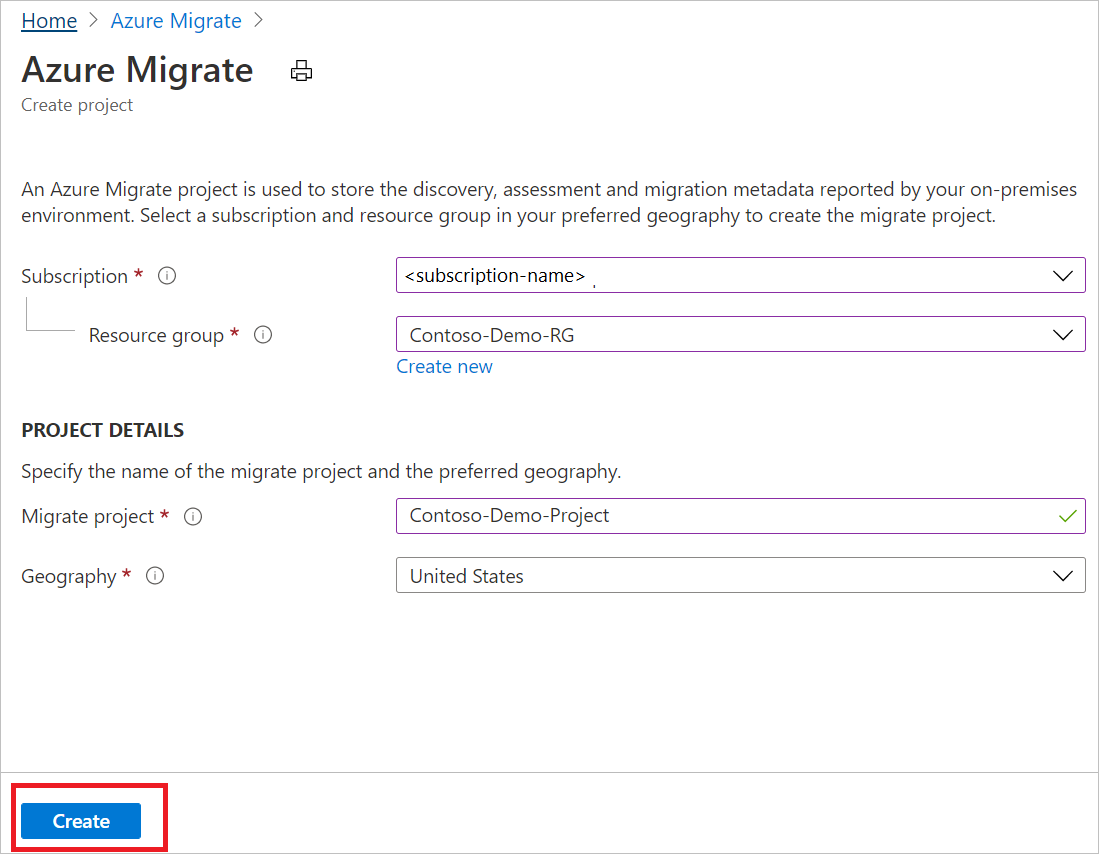 Home > Azure Migrate >
Azure Migrate
Create project
An Azure Migrate project is used to store the discovery, assessment and migration metadata reported by your on-premises
environment. Select a subscription and resource group in your preferred geography to create the migrate project.
Subscription * <subscription-name>
Resource group * Contoso-Demo-RG
Create new
PROJECT DETAILS
Specify the name of the migrate project and the preferred geography.
Migrate project * Contoso-Demo-Project
Geography * United States
Create